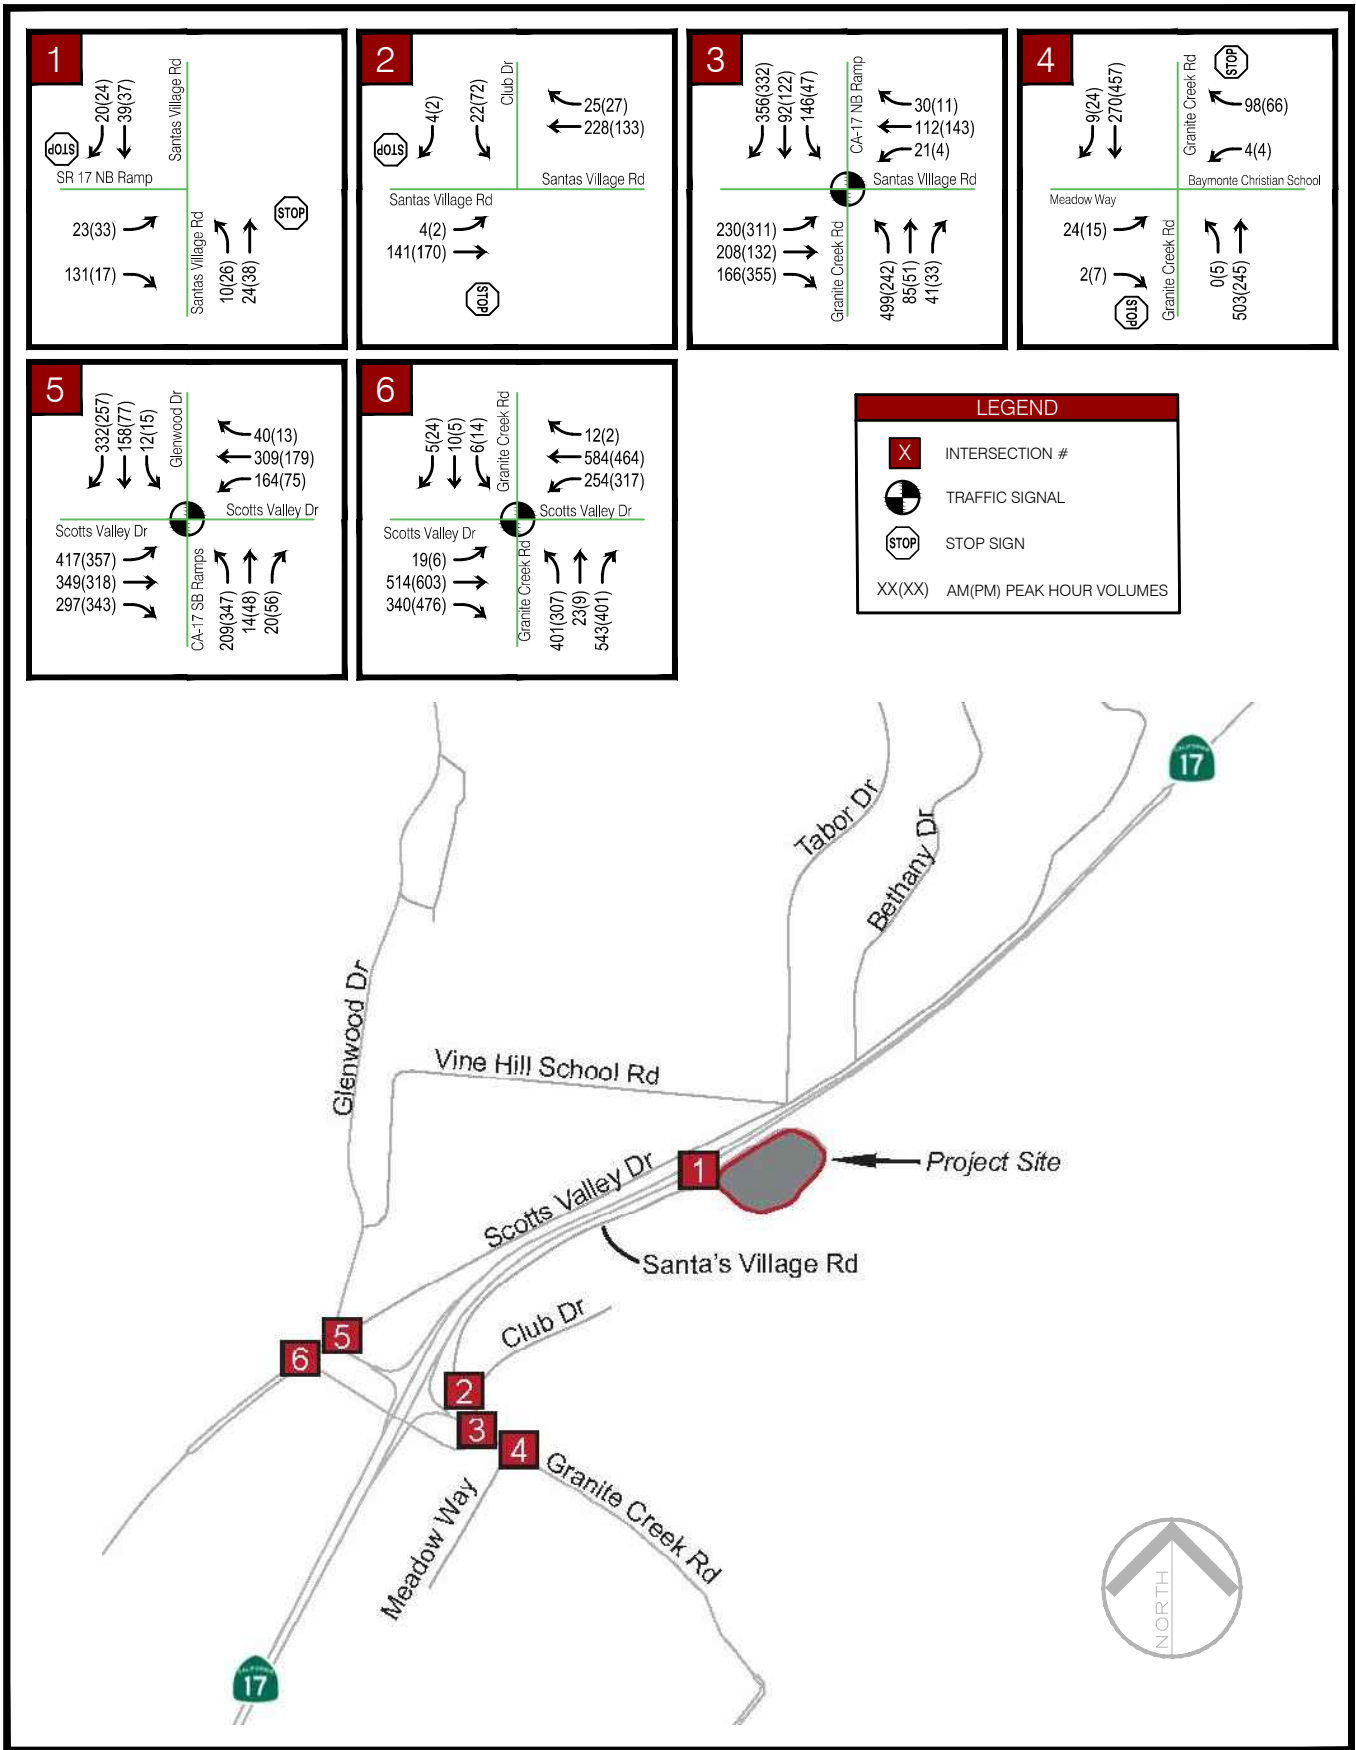 1
20(24)
39(37)
Santas Village Rd
STOP
SR 17 NB Ramp
23(33)
131(17)
Santas Village Rd
10(26)
24(38)
STOP
2
4(2)
22(72)
Club Dr
25(27)
228(133)
STOP
Santas Village Rd
Santas Village Rd
4(2)
141(170)
STOP
3
356(332)
92(122)
146(47)
CA-17 NB Ramp
30(11)
112(143)
21(4)
Santas VIllage Rd
230(311)
208(132)
166(355)
Granite Creek Rd
499(242)
85(51)
41(33)
4
9(24)
270(457)
Granite Creek Rd
STOP
98(66)
4(4)
Baymonte Christian School
Meadow Way
24(15)
2(7)
STOP
Granite Creek Rd
0(5)
503(245)
5
332(257)
158(77)
12(15)
Glenwood Dr
40(13)
309(179)
164(75)
Scotts Valley Dr
Scotts Valley Dr
417(357)
349(318)
297(343)
CA-17 SB Ramps
209(347)
14(48)
20(56)
6
5(24)
10(5)
6(14)
Granite Creek Rd
12(2)
584(464)
254(317)
Scotts Valley Dr
Scotts Valley Dr
19(6)
514(603)
340(476)
Granite Creek Rd
401(307)
23(9)
543(401)
LEGEND
X INTERSECTION #
TRAFFIC SIGNAL
STOP STOP SIGN
XX(XX) AM(PM) PEAK HOUR VOLUMES
CALIFORNIA
17
Tabor Dr
Bethany Dr
Glenwood Dr
Vine Hill School Rd
Scotts Valley Dr
1
Project Site
Santa's Village Rd
Club Dr
5
6
2
3
4
Granite Creek Rd
Meadow Way
NORTH
CALIFORNIA
17